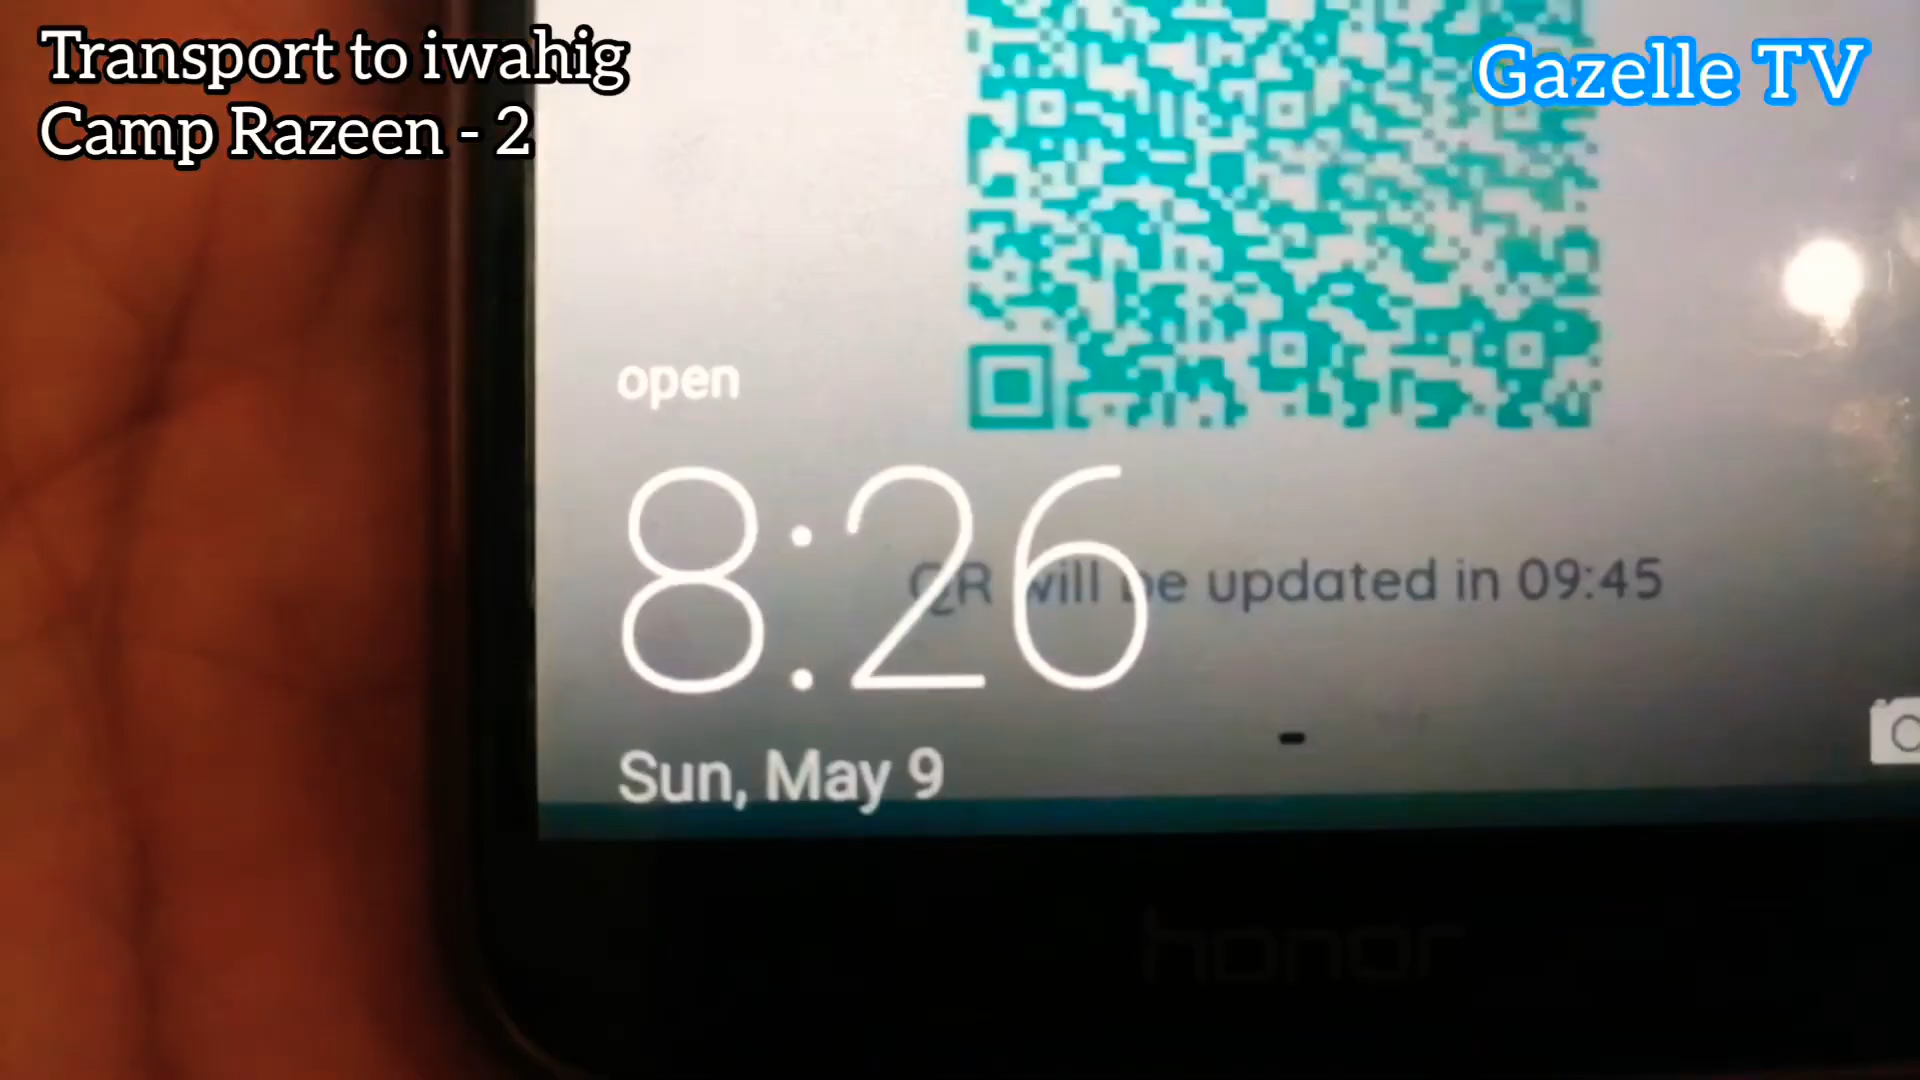 Transport to iwahig
Camp Razeen - 2
Gazelle TV
open
8:26
QR will be updated in 09:45
Sun, May 9
honor